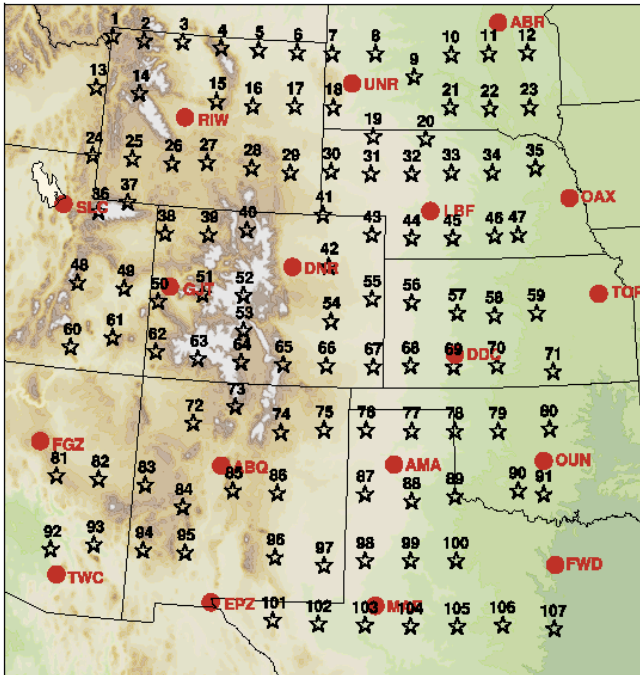 1 2 3 4 5 6 7 8 10 11 12 ABR
9
13 14 15 16 17 18 UNR 21 22 23
RIW
19 20
24 25 26 27 28 29 30 31 32 33 34 35
36 37 SLC 41 LBF OAX
38 39 40 43 44 45 46 47
42 DNR
48 49 50 GJT 51 52 55 56 57 58 59 TOP
53 54
60 61 62 63 64 65 66 67 68 69 70 71
DDC
72 73 74 75 76 77 78 79 80
FGZ
81 82 83 ABQ 85 86 87 AMA 88 89 90 91 OUN
84
92 93 94 95 96 97 98 99 100
TWC FWD
EPZ 101 102 103 MAF 104 105 106 107